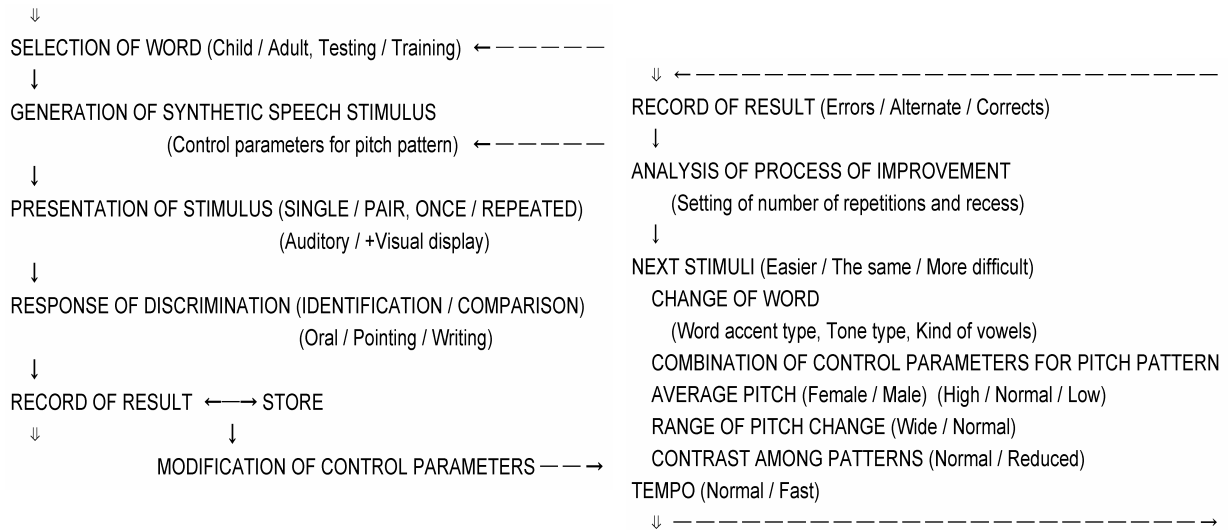 ⇓
SELECTION OF WORD (Child / Adult, Testing / Training) ←－－－－－
↓
GENERATION OF SYNTHETIC SPEECH STIMULUS
(Control parameters for pitch pattern) ←－－－－－
↓
PRESENTATION OF STIMULUS (SINGLE / PAIR, ONCE / REPEATED)
(Auditory / +Visual display)
↓
RESPONSE OF DISCRIMINATION (IDENTIFICATION / COMPARISON)
(Oral / Pointing / Writing)
↓
RECORD OF RESULT ←－→ STORE
⇓ ↓
MODIFICATION OF CONTROL PARAMETERS－－→
⇓ ←－－－－－－－－－－－－－－－－－－－－－－－－
RECORD OF RESULT (Errors / Alternate / Corrects)
↓
ANALYSIS OF PROCESS OF IMPROVEMENT
(Setting of number of repetitions and recess)
↓
NEXT STIMULI (Easier / The same / More difficult)
CHANGE OF WORD
(Word accent type, Tone type, Kind of vowels)
COMBINATION OF CONTROL PARAMETERS FOR PITCH PATTERN
AVERAGE PITCH (Female / Male) (High / Normal / Low)
RANGE OF PITCH CHANGE (Wide / Normal)
CONTRAST AMONG PATTERNS (Normal / Reduced)
TEMPO (Normal / Fast)
⇓ －－－－－－－－－－－－－－－－－－－－－－－－→